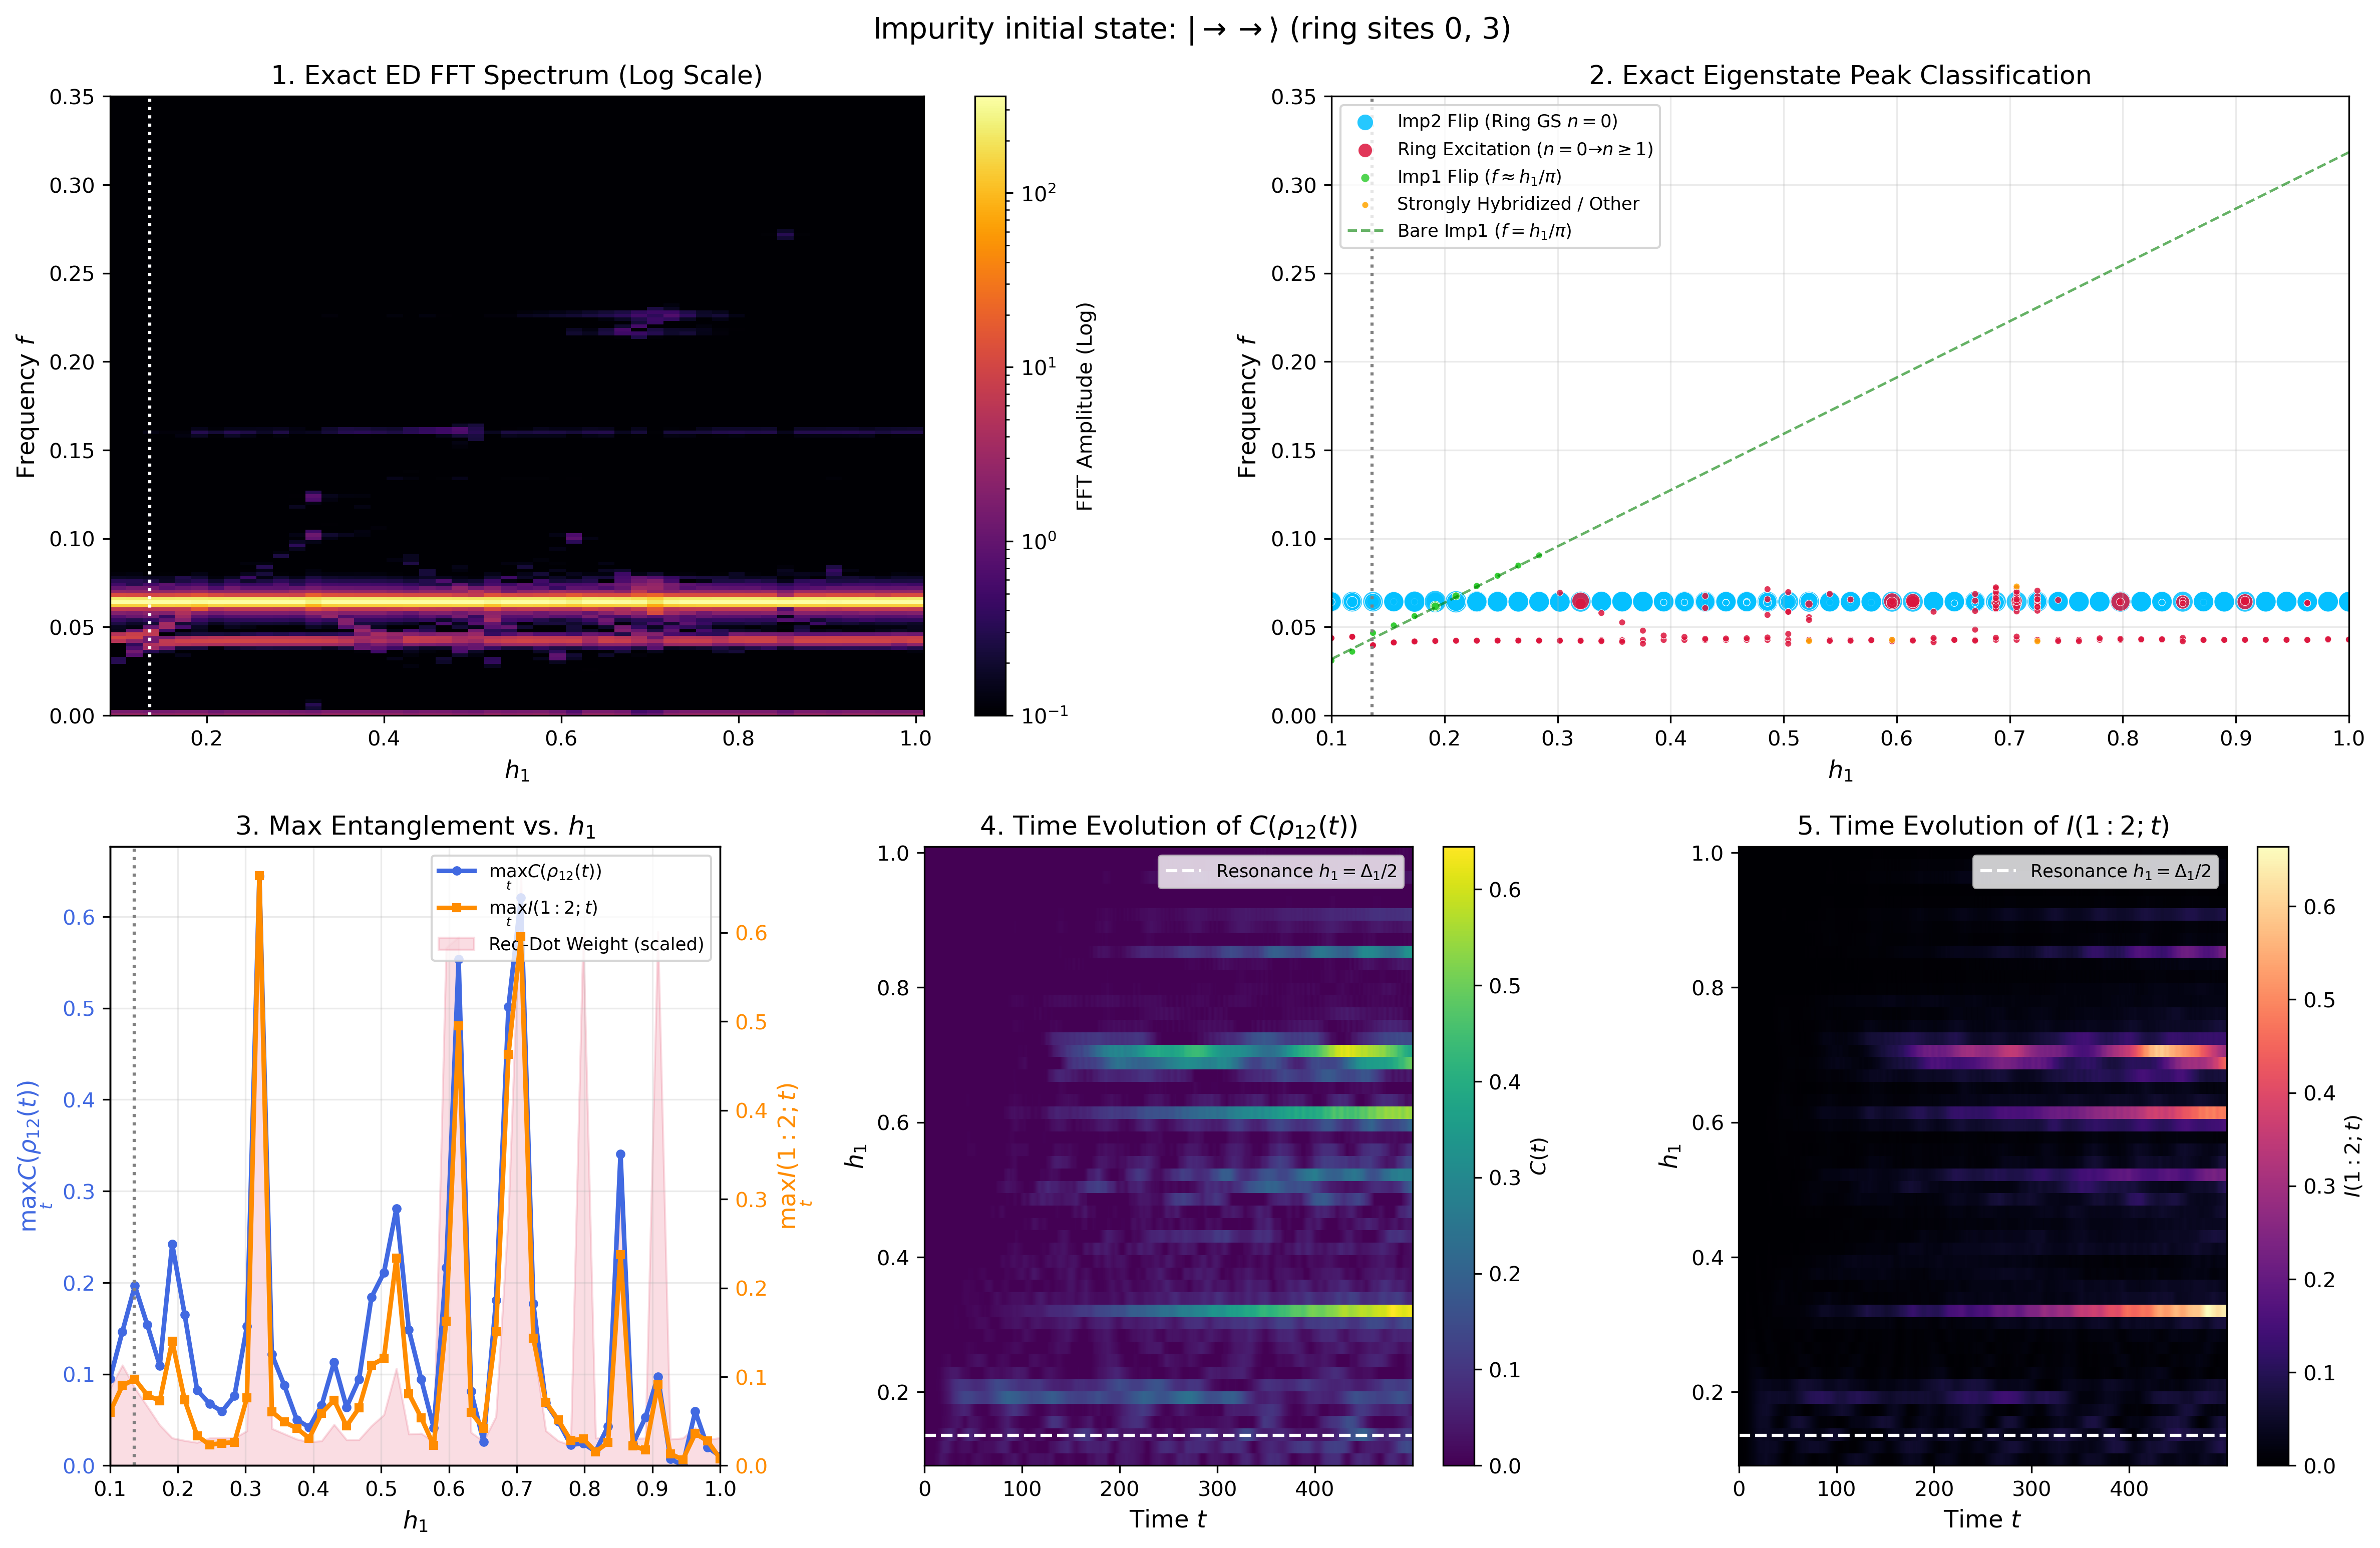 Impurity initial state: |→→⟩ (ring sites 0, 3)
1. Exact ED FFT Spectrum (Log Scale)
0.35
0.30
0.25
0.20
0.15
0.10
0.05
0.00
Frequency f
0.2
0.4
0.6
0.8
1.0
h₁
10²
10¹
10⁰
10⁻¹
FFT Amplitude (Log)
2. Exact Eigenstate Peak Classification
Imp2 Flip (Ring GS n = 0)
Ring Excitation (n = 0→n ≥ 1)
Imp1 Flip (f ≈ h₁/π)
Strongly Hybridized / Other
Bare Imp1 (f = h₁/π)
0.35
0.30
0.25
0.20
0.15
0.10
0.05
0.00
Frequency f
0.1
0.2
0.3
0.4
0.5
0.6
0.7
0.8
0.9
1.0
h₁
3. Max Entanglement vs. h₁
max C(ρ₁₂(t))
t
max I(1 : 2; t)
t
Red-Dot Weight (scaled)
0.6
0.5
0.4
0.3
0.2
0.1
0.0
max C(ρ₁₂(t))
t
0.6
0.5
0.4
0.3
0.2
0.1
0.0
max I(1 : 2; t)
t
0.1
0.2
0.3
0.4
0.5
0.6
0.7
0.8
0.9
1.0
h₁
4. Time Evolution of C(ρ₁₂(t))
Resonance h₁ = Δ₁/2
1.0
0.8
0.6
0.4
0.2
h₁
0
100
200
300
400
Time t
0.6
0.5
0.4
0.3
0.2
0.1
0.0
C(t)
5. Time Evolution of I(1 : 2; t)
Resonance h₁ = Δ₁/2
1.0
0.8
0.6
0.4
0.2
h₁
0
100
200
300
400
Time t
0.6
0.5
0.4
0.3
0.2
0.1
0.0
I(1 : 2; t)